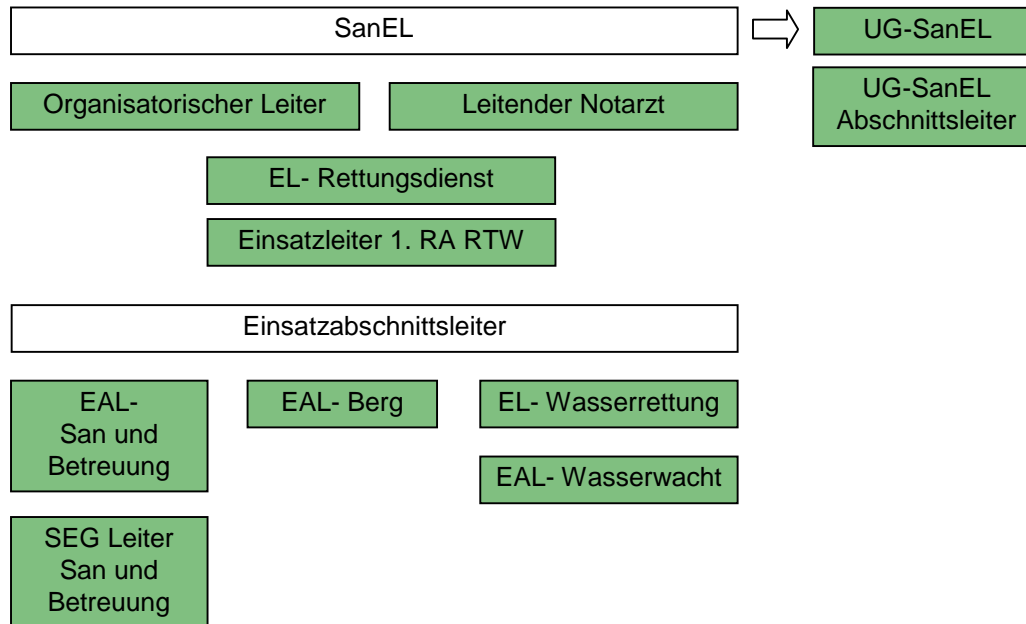 SanEL
UG-SanEL
UG-SanEL
Abschnittsleiter
Organisatorischer Leiter
Leitender Notarzt
EL- Rettungsdienst
Einsatzleiter 1. RA RTW
Einsatzabschnittsleiter
EAL-
San und
Betreuung
EAL- Berg
EL- Wasserrettung
EAL- Wasserwacht
SEG Leiter
San und
Betreuung